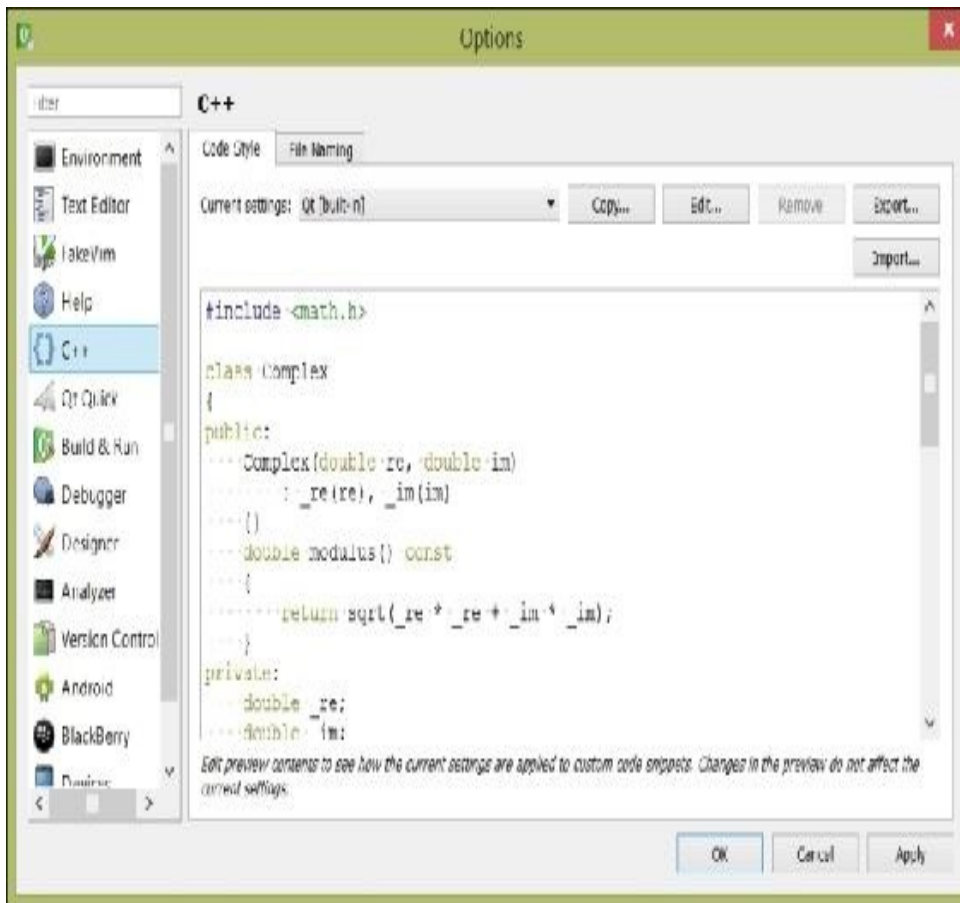 Options
C++
Environment
Code Style
File Naming
Text Editor
Current settings: Qt [built-in]
Copy...
Edit...
Remove
Export...
FakeVim
Import...
Help
C++
Qt Quick
Build & Run
Debugger
Designer
Analyzer
Version Control
Android
BlackBerry
Devices
#include <math.h>
class Complex
{
public:
Complex(double re, double im)
: _re(re), _im(im)
{}
double modulus() const
{
return sqrt(_re * _re + _im * _im);
}
private:
double _re;
double _im;
Edit preview contents to see how the current settings are applied to custom code snippets. Changes in the preview do not affect the
current settings.
OK
Cancel
Apply